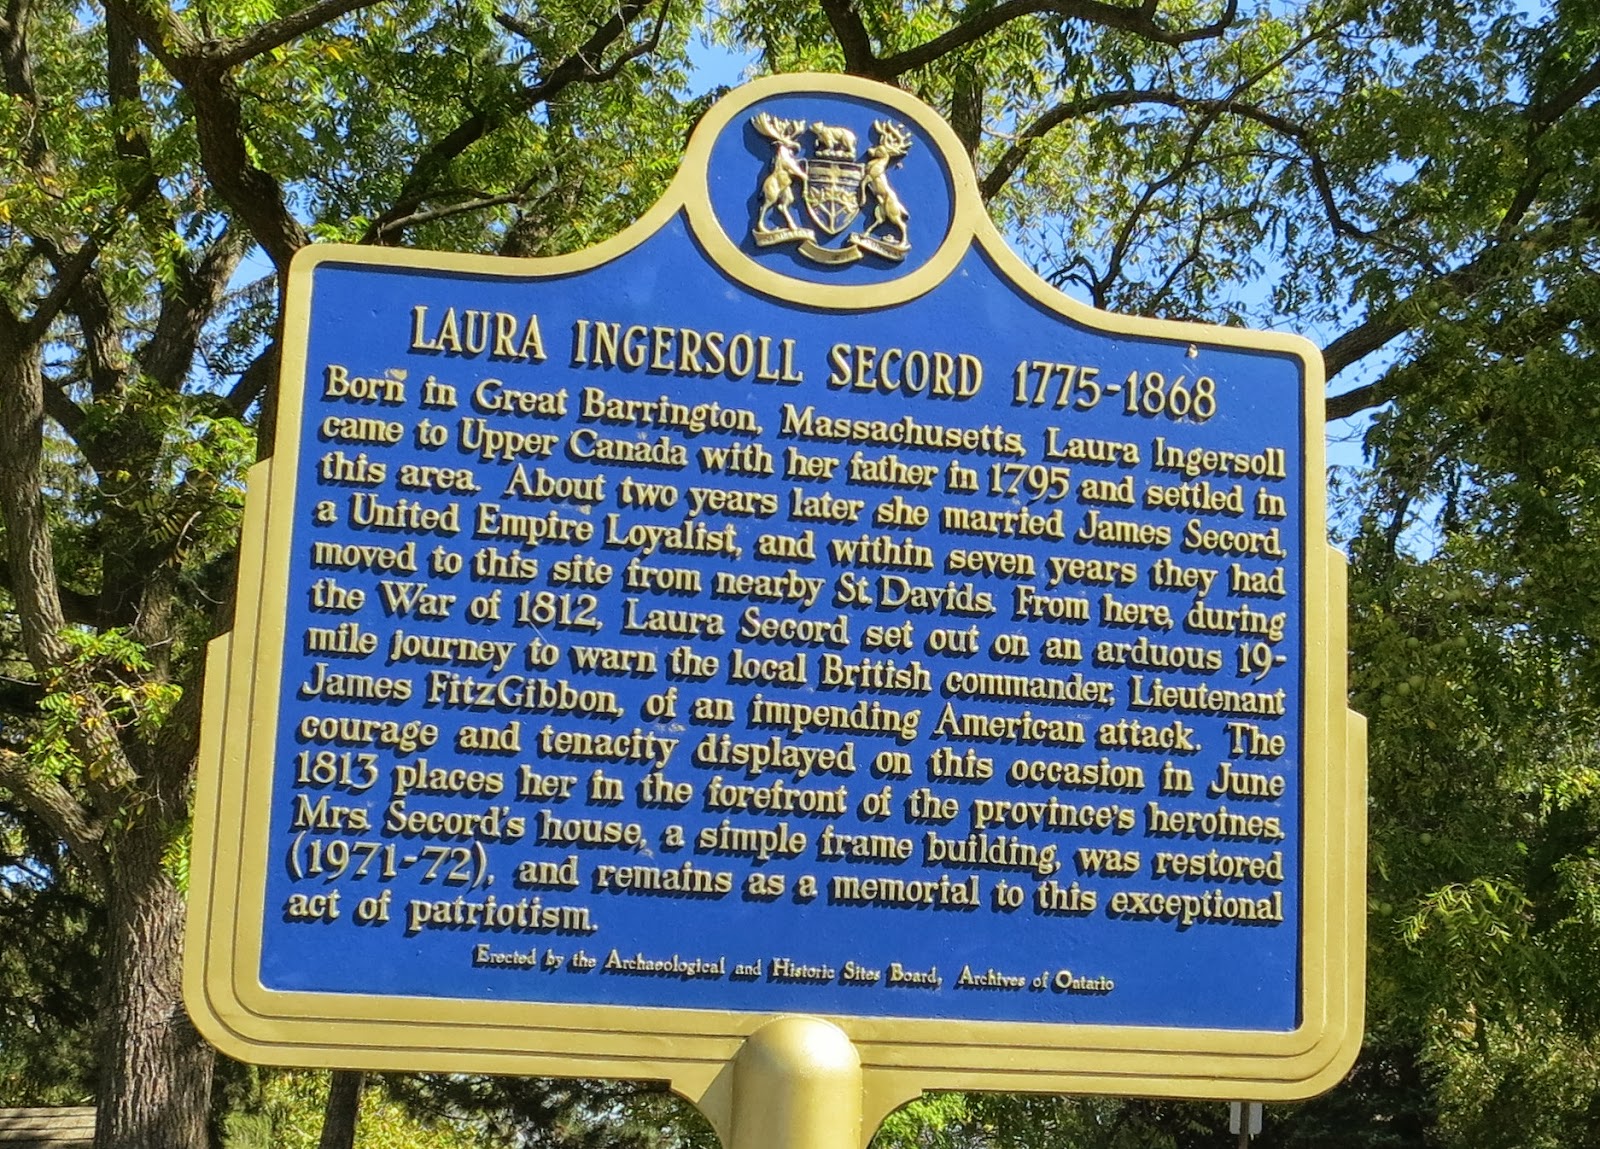 LAURA INGERSOLL SECORD 1775-1868
Born in Great Barrington, Massachusetts, Laura Ingersoll
came to Upper Canada with her father in 1795 and settled in
this area. About two years later she married James Secord,
a United Empire Loyalist, and within seven years they had
moved to this site from nearby St. Davids. From here, during
the War of 1812, Laura Secord set out on an arduous 19-
mile journey to warn the local British commander, Lieutenant
James FitzGibbon, of an impending American attack. The
courage and tenacity displayed on this occasion in June
1813 places her in the forefront of the province's heroines.
Mrs. Secord's house, a simple frame building, was restored
(1971-72), and remains as a memorial to this exceptional
act of patriotism.
Erected by the Archaeological and Historic Sites Board, Archives of Ontario